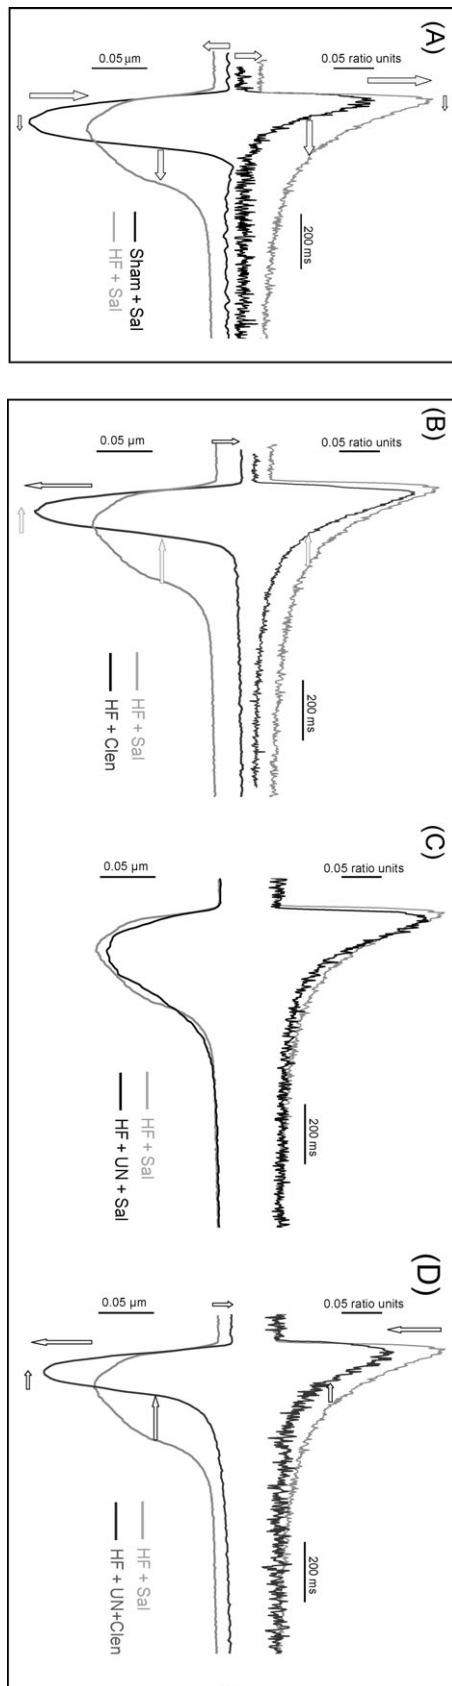 (A)
0.05 ratio units
200 ms
0.05 µm
Sham + Sal
HF + Sal
(B)
0.05 ratio units
200 ms
0.05 µm
HF + Sal
HF + Clen
(C)
0.05 ratio units
200 ms
0.05 µm
HF + Sal
HF + UN + Sal
(D)
0.05 ratio units
200 ms
0.05 µm
HF + Sal
HF + UN+Clen